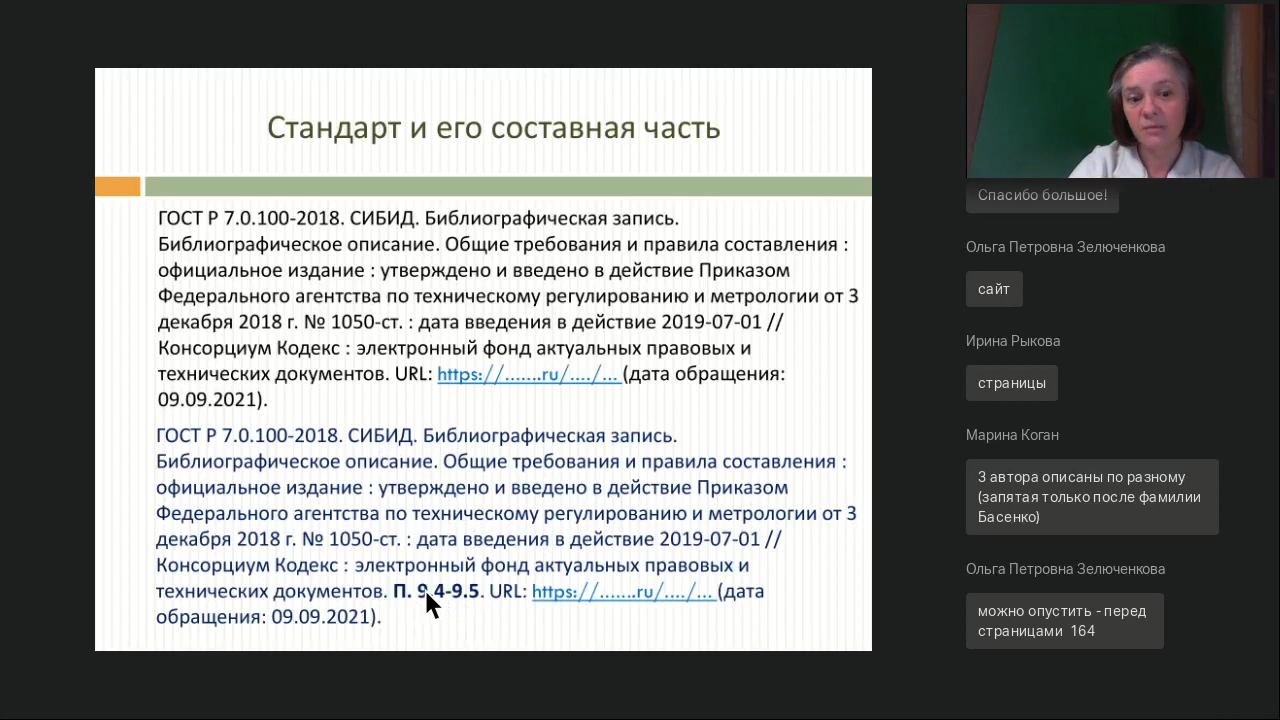 Стандарт и его составная часть
ГОСТ Р 7.0.100-2018. СИБИД. Библиографическая запись.
Библиографическое описание. Общие требования и правила составления :
официальное издание : утверждено и введено в действие Приказом
Федерального агентства по техническому регулированию и метрологии от 3
декабря 2018 г. № 1050-ст. : дата введения в действие 2019-07-01 //
Консорциум Кодекс : электронный фонд актуальных правовых и
технических документов. URL: https://.......ru/..../... (дата обращения:
09.09.2021).
ГОСТ Р 7.0.100-2018. СИБИД. Библиографическая запись.
Библиографическое описание. Общие требования и правила составления :
официальное издание : утверждено и введено в действие Приказом
Федерального агентства по техническому регулированию и метрологии от 3
декабря 2018 г. № 1050-ст. : дата введения в действие 2019-07-01 //
Консорциум Кодекс : электронный фонд актуальных правовых и
технических документов. П. 9.4-9.5. URL: https://.......ru/..../... (дата
обращения: 09.09.2021).
Спасибо большое!
Ольга Петровна Зелюченкова
сайт
Ирина Рыкова
страницы
Марина Коган
3 автора описаны по разному
(запятая только после фамилии
Басенко)
Ольга Петровна Зелюченкова
можно опустить - перед
страницами 164